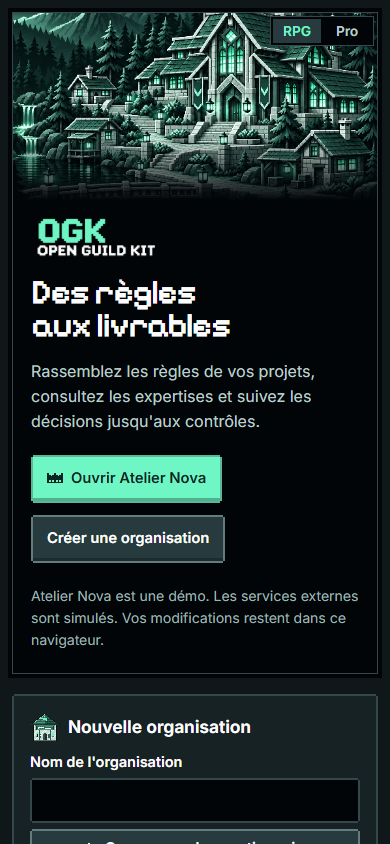 RPG Pro
OGK
OPEN GUILD KIT
Des règles
aux livrables
Rassemblez les règles de vos projets,
consultez les expertises et suivez les
décisions jusqu'aux contrôles.
Ouvrir Atelier Nova
Créer une organisation
Atelier Nova est une démo. Les services externes
sont simulés. Vos modifications restent dans ce
navigateur.
Nouvelle organisation
Nom de l'organisation